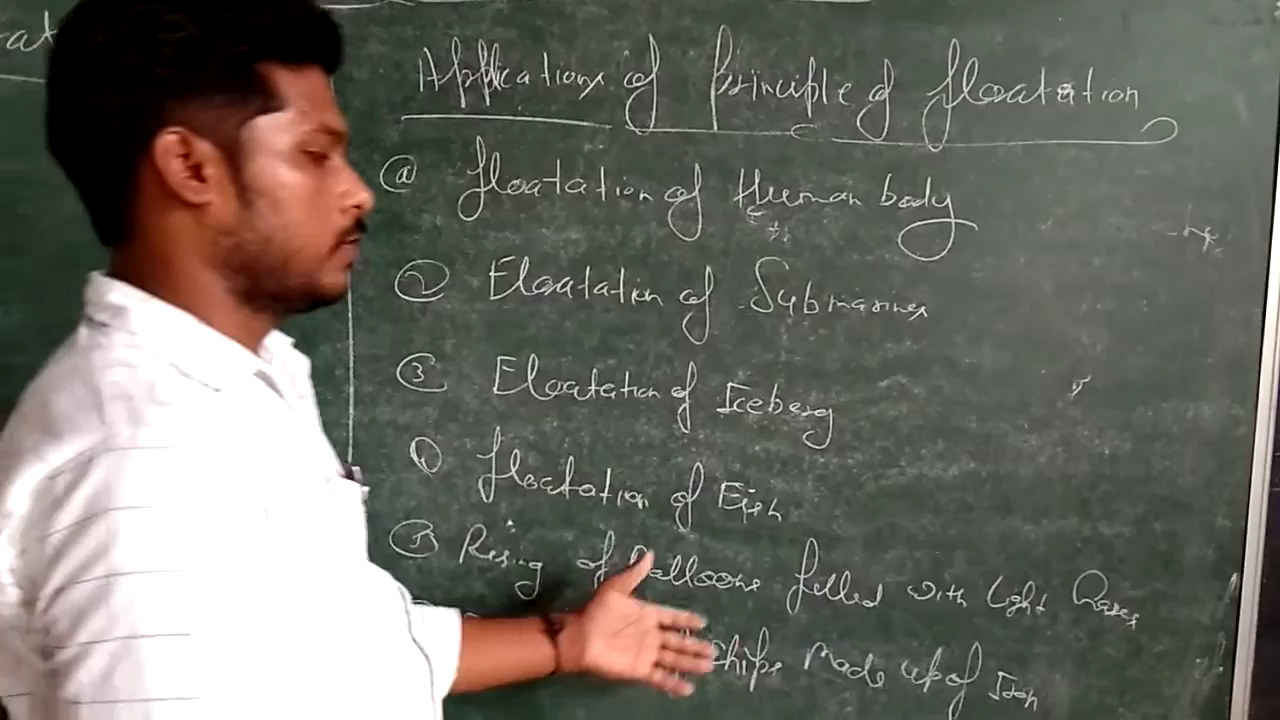 at
Applications of Principle of floatation
ⓐ floatation of Human body
② Floatation of Submarines
③ Floatation of Iceberg
floatation of Fish
⑤ Rising of Balloons filled with Light Gases
Ships Made up of Iron